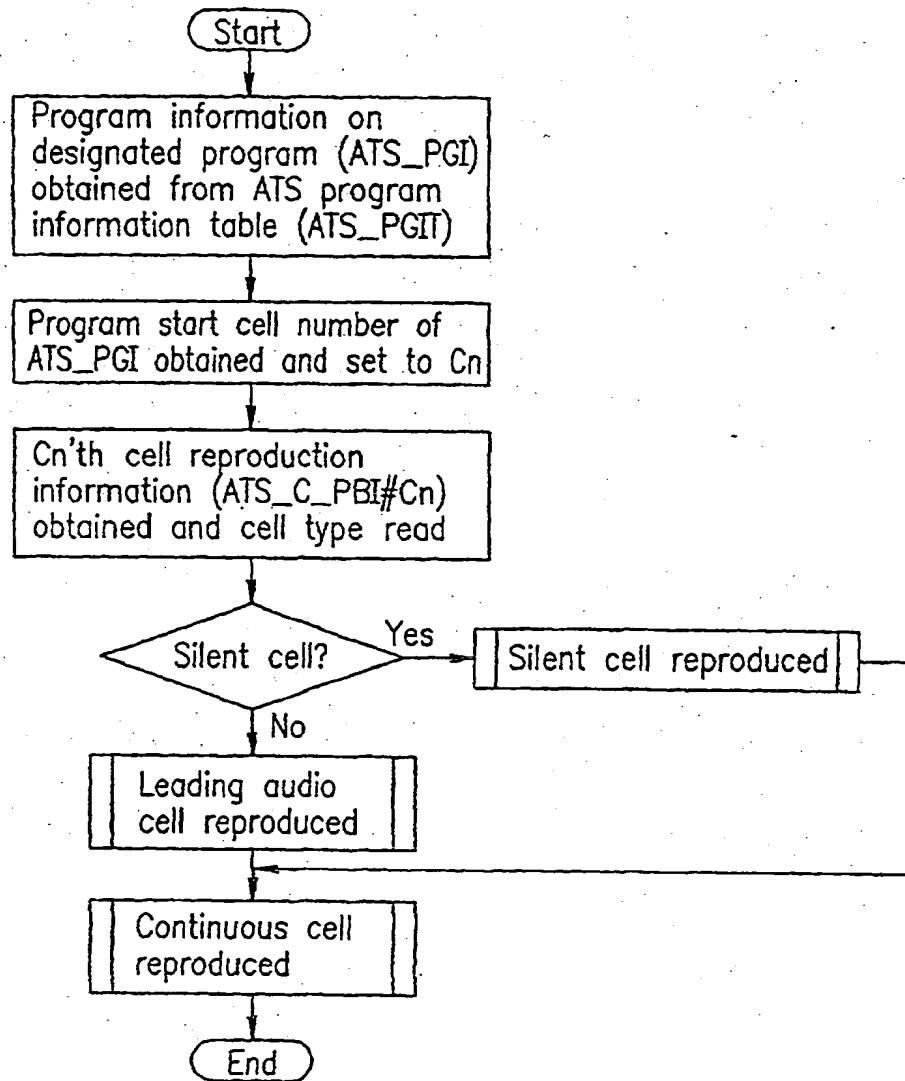 Start
Program information on
designated program (ATS_PGI)
obtained from ATS program
information table (ATS_PGIT)
Program start cell number of
ATS_PGI obtained and set to Cn
Cn'th cell reproduction
information (ATS_C_PBI#Cn)
obtained and cell type read
Silent cell?
Yes
Silent cell reproduced
No
Leading audio
cell reproduced
Continuous cell
reproduced
End